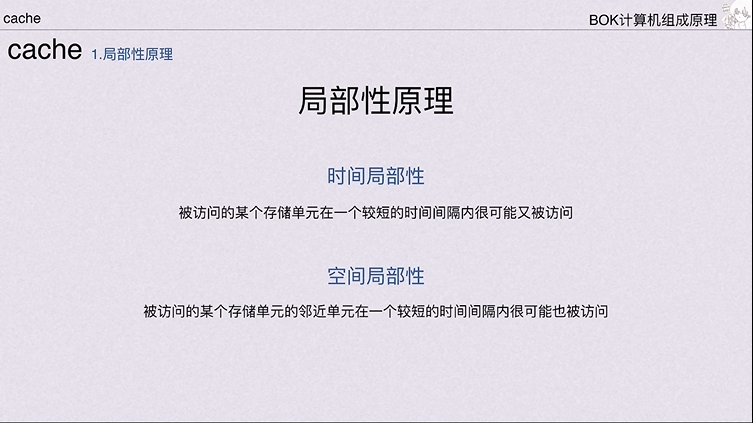 cache
BOK计算机组成原理
cache 1.局部性原理
局部性原理
时间局部性
被访问的某个存储单元在一个较短的时间间隔内很可能又被访问
空间局部性
被访问的某个存储单元的邻近单元在一个较短的时间间隔内很可能也被访问